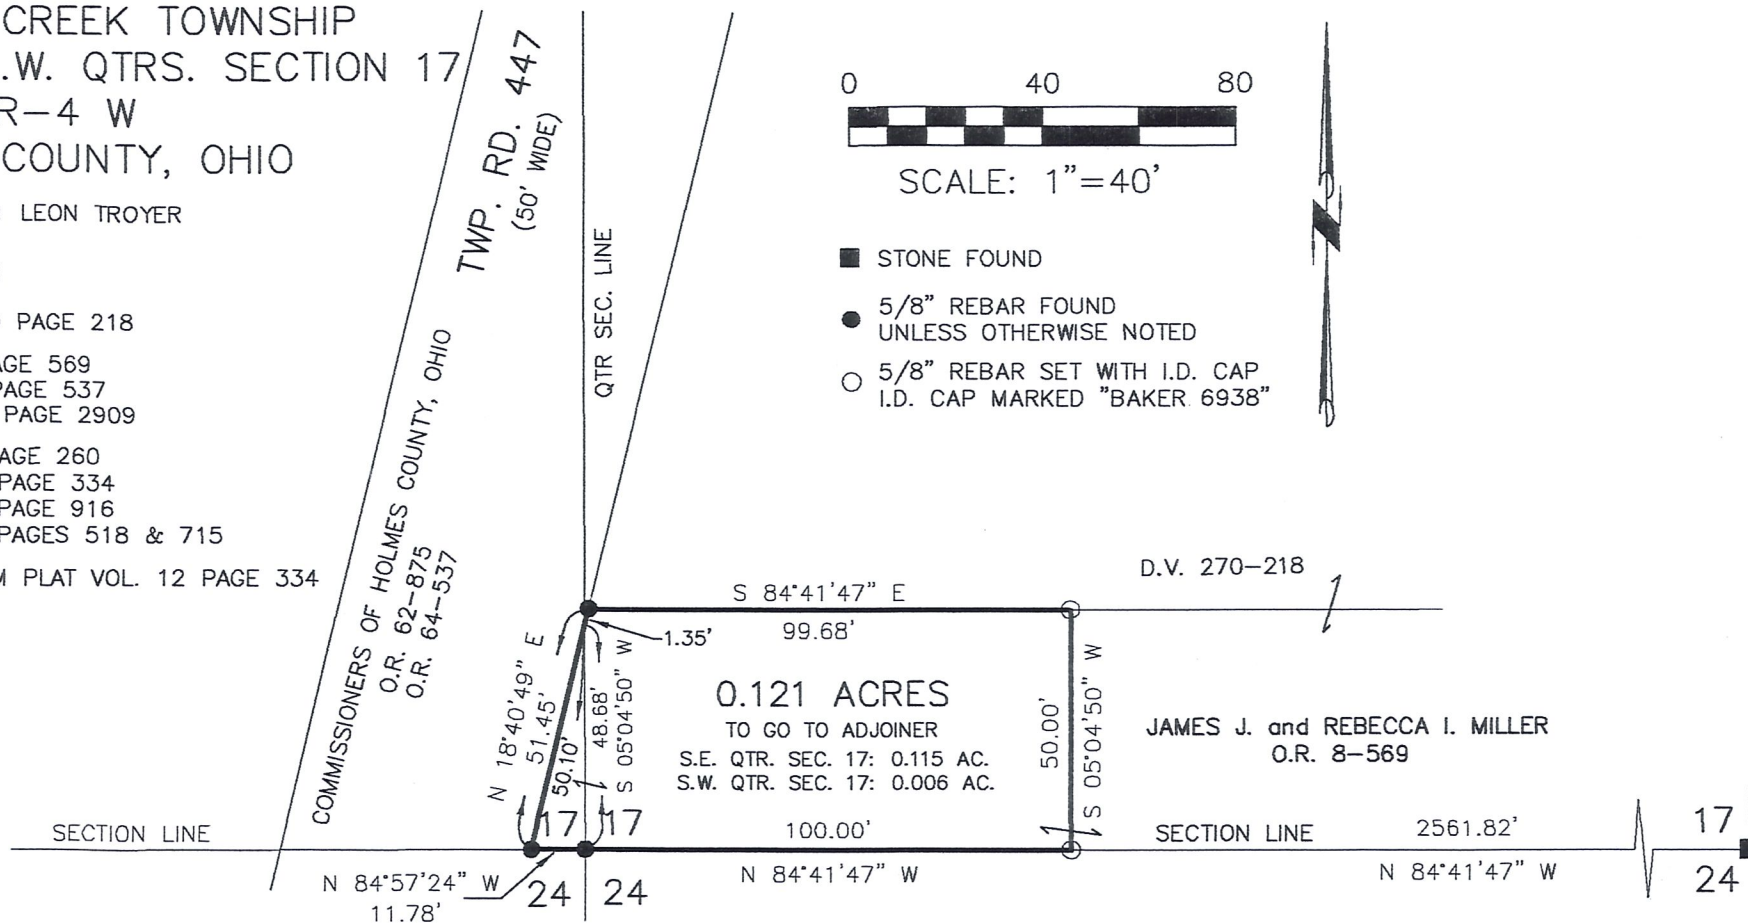 CREEK TOWNSHIP
.W. QTRS. SECTION 17
R-4 W
COUNTY, OHIO
LEON TROYER
PAGE 218
AGE 569
PAGE 537
PAGE 2909
AGE 260
PAGE 334
PAGE 916
PAGES 518 & 715
M PLAT VOL. 12 PAGE 334
TWP. RD. 447
(50' WIDE)
QTR SEC. LINE
COMMISSIONERS OF HOLMES COUNTY, OHIO
O.R. 62-875
O.R. 64-537
0 40 80
SCALE: 1"=40'
STONE FOUND
5/8" REBAR FOUND
UNLESS OTHERWISE NOTED
5/8" REBAR SET WITH I.D. CAP
I.D. CAP MARKED "BAKER 6938"
N
D.V. 270-218
S 84°41'47" E
99.68'
1.35'
N 18°40'49" E
51.45'
50.10'
48.68'
S 05°04'50" W
0.121 ACRES
TO GO TO ADJOINER
S.E. QTR. SEC. 17: 0.115 AC.
S.W. QTR. SEC. 17: 0.006 AC.
50.00'
S 05°04'50" W
JAMES J. and REBECCA I. MILLER
O.R. 8-569
SECTION LINE
17 17
100.00'
SECTION LINE
2561.82'
17
N 84°57'24" W
11.78'
24 24
N 84°41'47" W
N 84°41'47" W
24